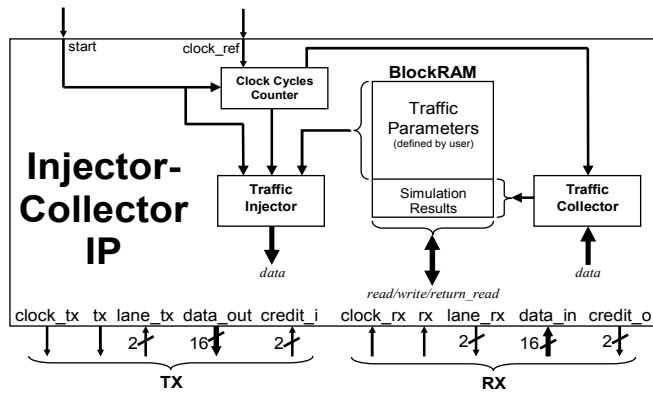 start
clock_ref
Clock Cycles
Counter
BlockRAM
Traffic
Parameters
(defined by user)
Injector-
Collector
IP
Traffic
Injector
Simulation
Results
Traffic
Collector
data
data
read/write/return_read
clock_tx tx lane_tx data_out credit_i clock_rx rx lane_rx data_in credit_o
2 16 2 2 16 2
TX RX